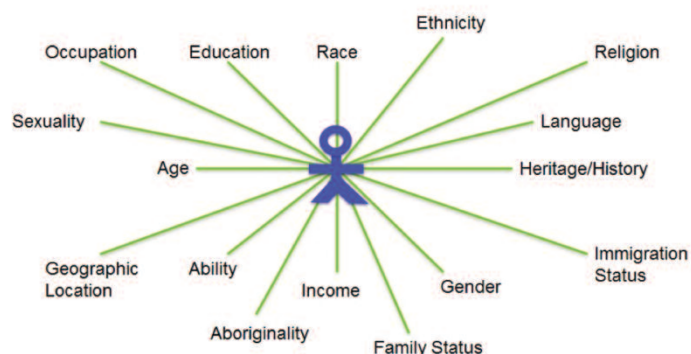 Ethnicity
Occupation
Education
Race
Religion
Sexuality
Language
Age
Heritage/History
Geographic
Location
Ability
Income
Gender
Immigration
Status
Aboriginality
Family Status